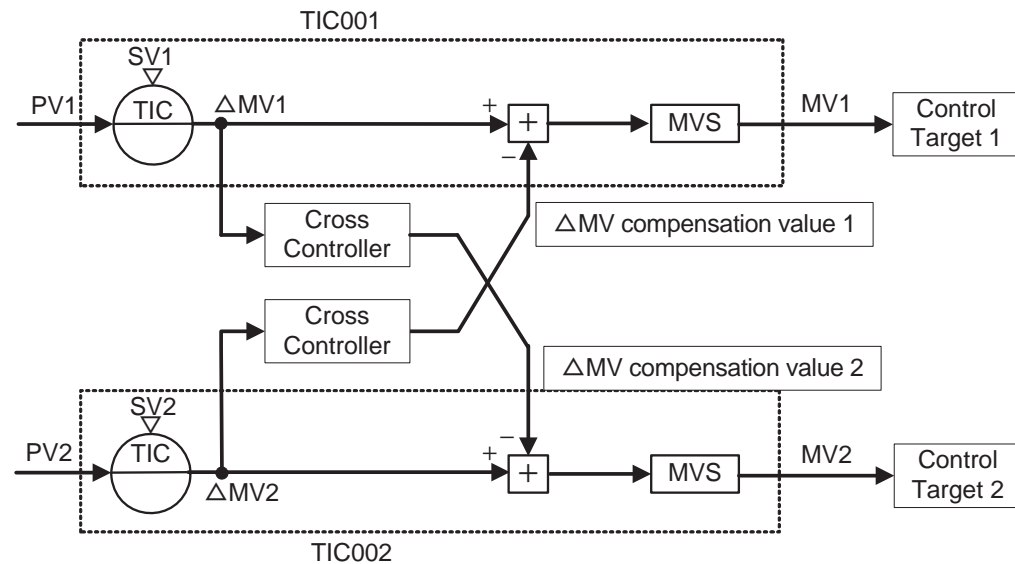 TIC001
SV1
PV1
TIC
△MV1
+
+
−
MVS
MV1
Control
Target 1
Cross
Controller
△MV compensation value 1
Cross
Controller
△MV compensation value 2
SV2
PV2
TIC
△MV2
−
+
+
MVS
MV2
Control
Target 2
TIC002